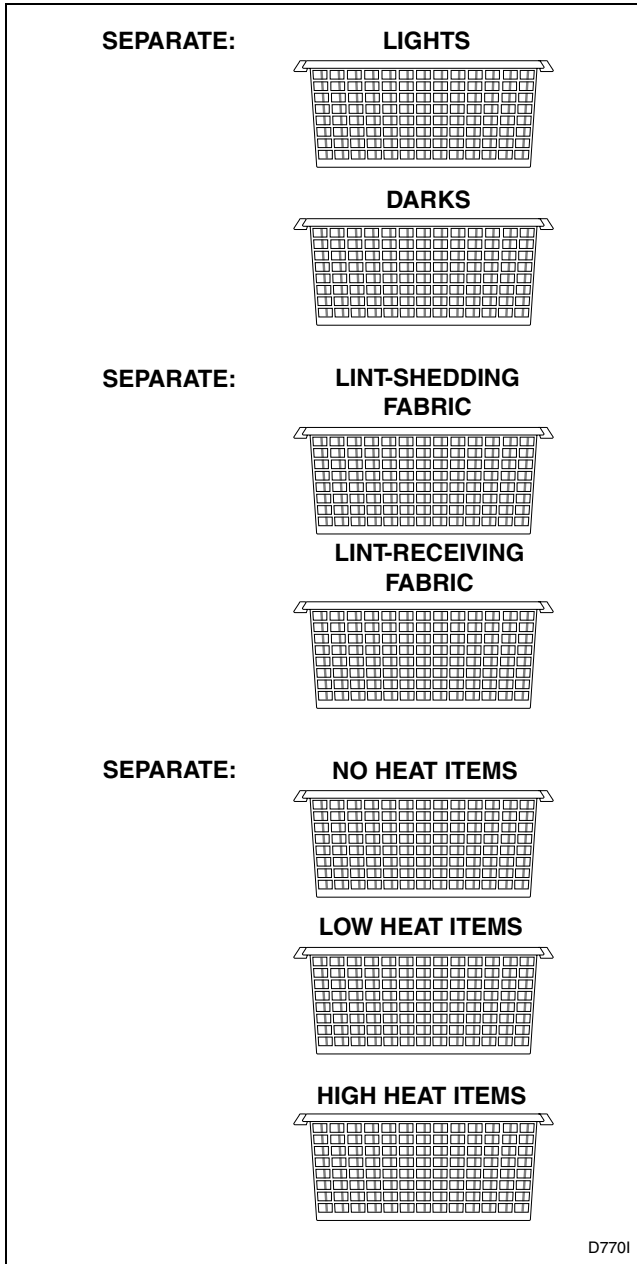 SEPARATE: LIGHTS
DARKS
SEPARATE: LINT-SHEDDING
FABRIC
LINT-RECEIVING
FABRIC
SEPARATE: NO HEAT ITEMS
LOW HEAT ITEMS
HIGH HEAT ITEMS
D770I